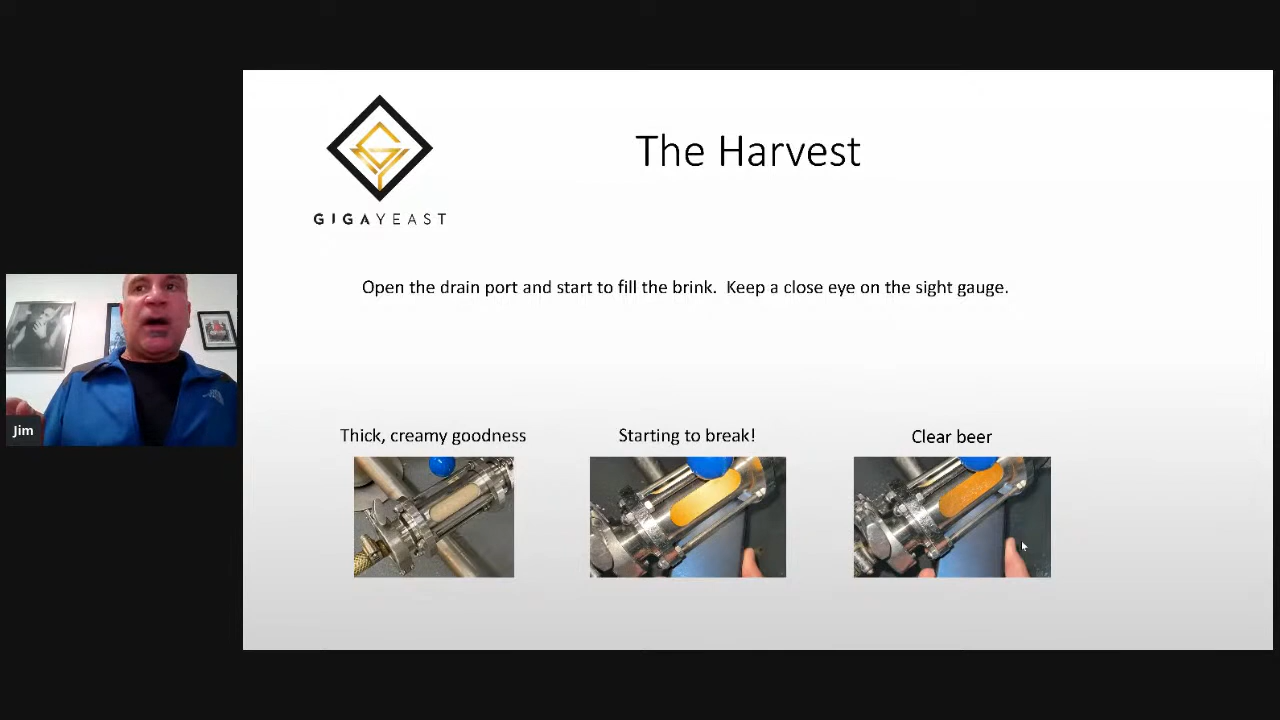 The Harvest
GIGAYEAST
Open the drain port and start to fill the brink. Keep a close eye on the sight gauge.
Thick, creamy goodness
Starting to break!
Clear beer
Jim